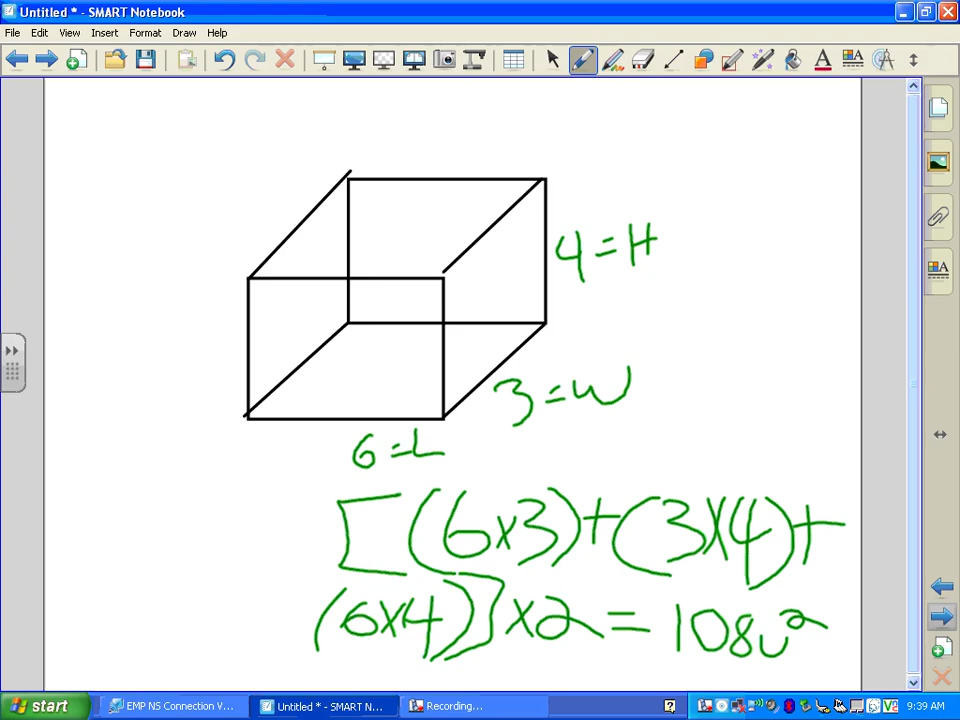 Untitled * - SMART Notebook
File Edit View Insert Format Draw Help
4 = H
3 = W
6 = L
[(6x3)+(3x4)+
(6x4)]x2 = 108u²
start EMP NS Connection V... Untitled * - SMART N... Recording... 9:39 AM